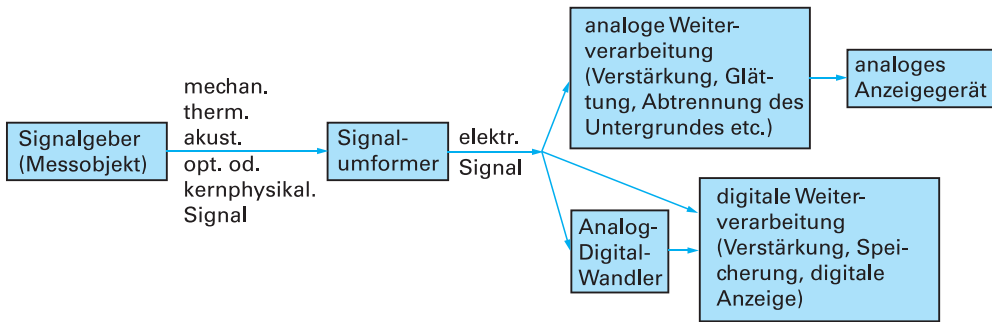 Signalgeber
(Messobjekt)
mechan.
therm.
akust.
opt. od.
kernphysikal.
Signal
Signal-
umformer
elektr.
Signal
analoge Weiter-
verarbeitung
(Verstärkung, Glät-
tung, Abtrennung des
Untergrundes etc.)
analoges
Anzeigegerät
Analog-
Digital-
Wandler
digitale Weiter-
verarbeitung
(Verstärkung, Spei-
cherung, digitale
Anzeige)